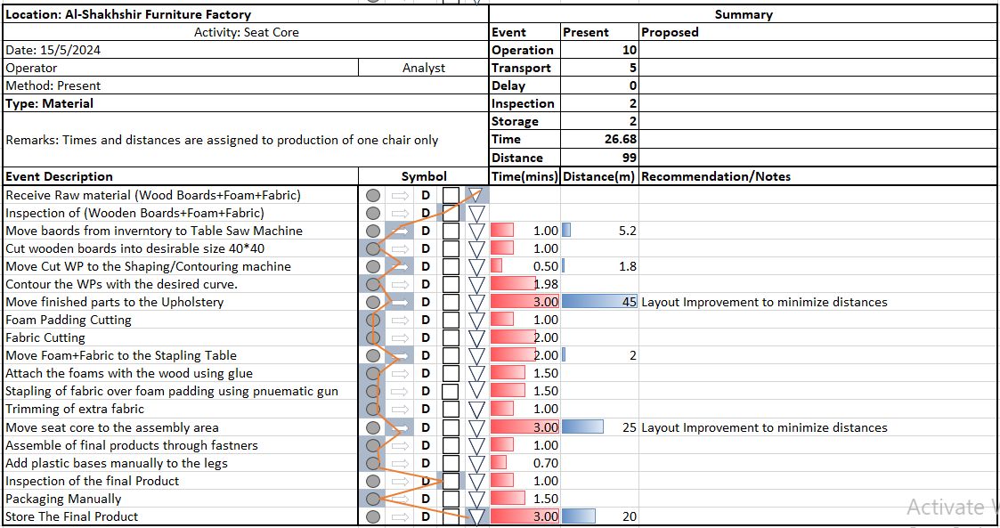 Location: Al-Shakhshir Furniture Factory Summary
Activity: Seat Core Event Present Proposed
Date: 15/5/2024 Operation 10
Operator Analyst Transport 5
Method: Present Delay 0
Type: Material Inspection 2
Storage 2
Remarks: Times and distances are assigned to production of one chair only Time 26.68
Distance 99
Event Description Symbol Time(mins) Distance(m) Recommendation/Notes
Receive Raw material (Wood Boards+Foam+Fabric) D
Inspection of (Wooden Boards+Foam+Fabric) D
Move baords from inverntory to Table Saw Machine D 1.00 5.2
Cut wooden boards into desirable size 40*40 D 1.00
Move Cut WP to the Shaping/Contouring machine D 0.50 1.8
Contour the WPs with the desired curve. D 1.98
Move finished parts to the Upholstery D 3.00 45 Layout Improvement to minimize distances
Foam Padding Cutting D 1.00
Fabric Cutting D 2.00
Move Foam+Fabric to the Stapling Table D 2.00 2
Attach the foams with the wood using glue D 1.50
Stapling of fabric over foam padding using pnuematic gun D 1.50
Trimming of extra fabric D 1.00
Move seat core to the assembly area D 3.00 25 Layout Improvement to minimize distances
Assemble of final products through fastners D 1.00
Add plastic bases manually to the legs D 0.70
Inspection of the final Product D 1.00
Packaging Manually D 1.50
Store The Final Product D 3.00 20
Activate